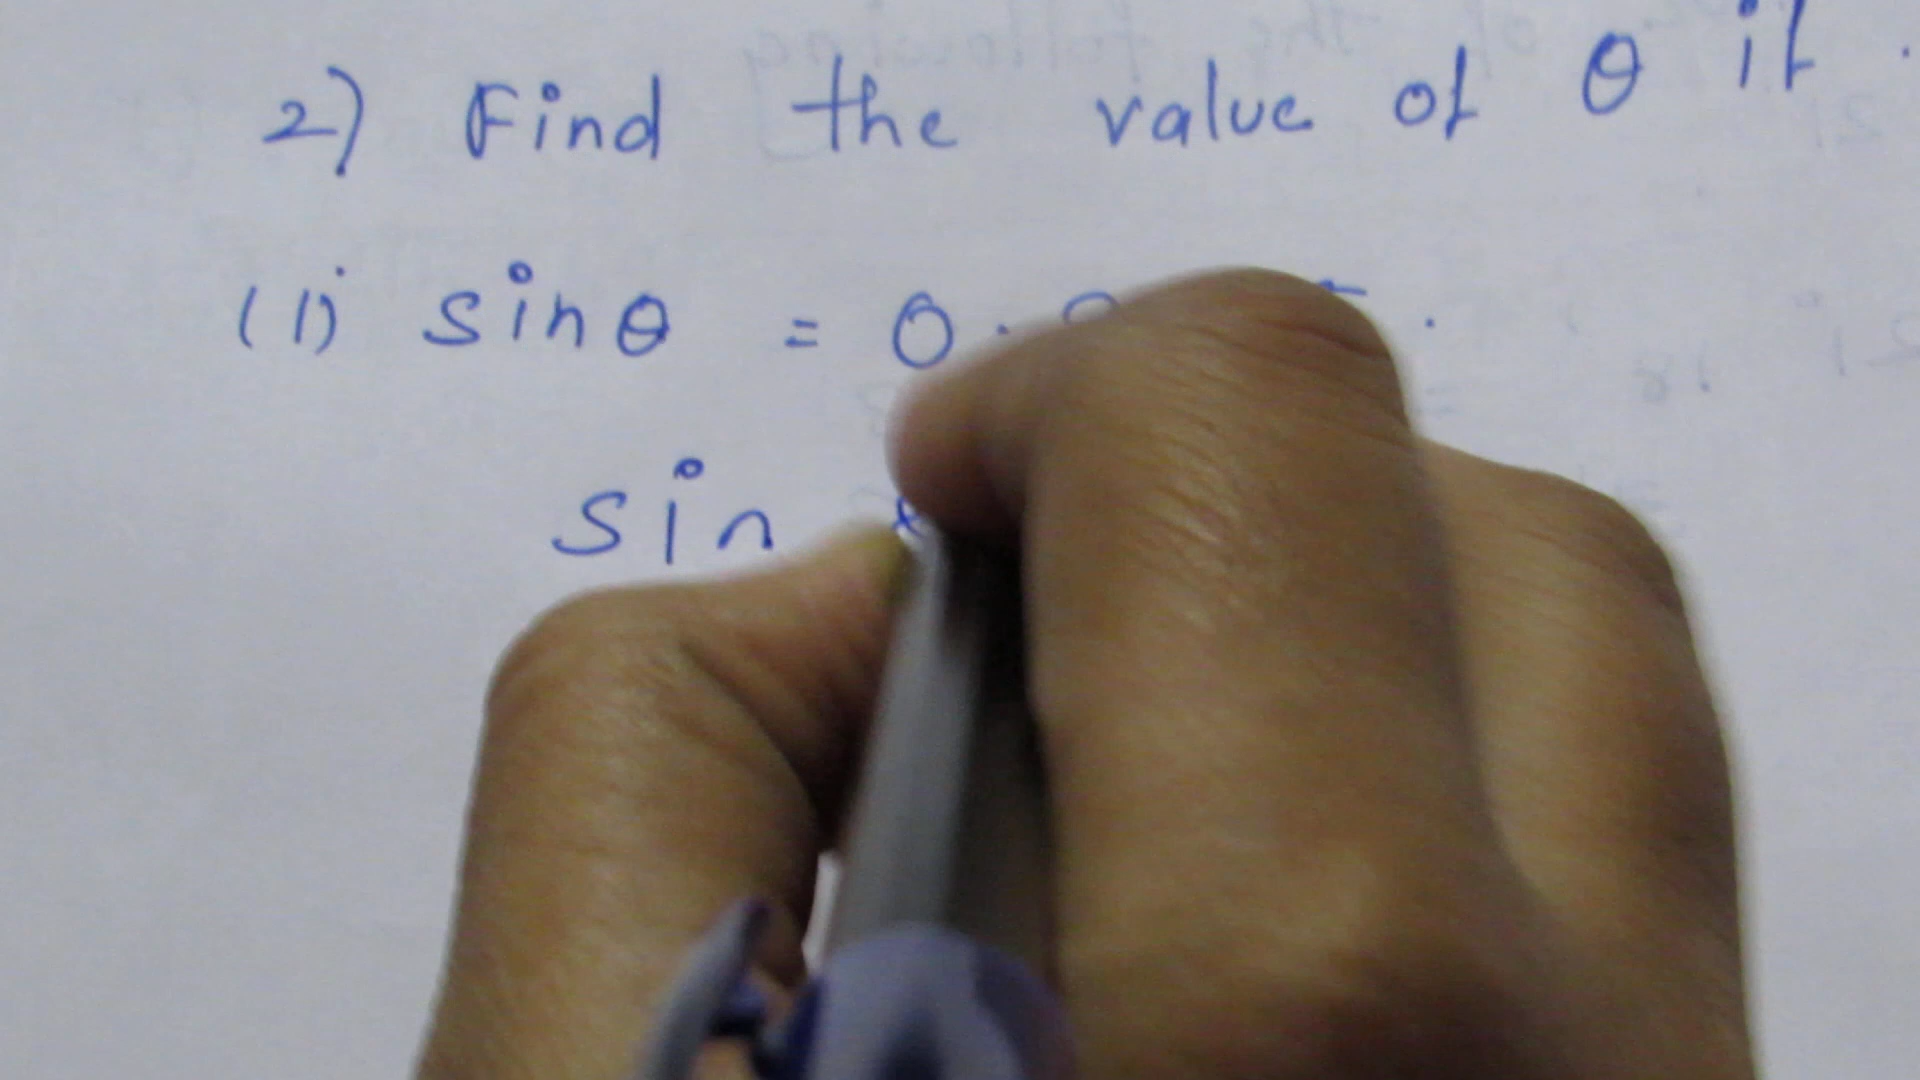 2) Find the value of θ if
(i) sinθ = 0.
sin